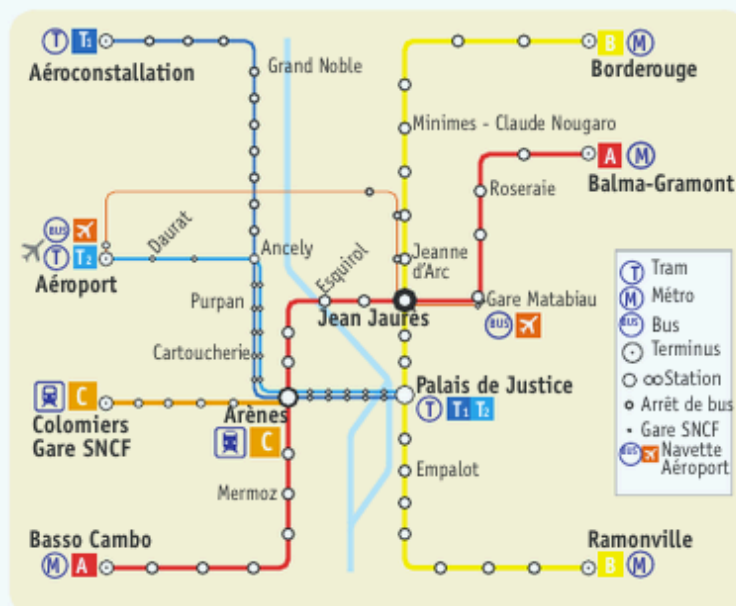 T T1
Aéroconstallation
Grand Noble
B M
Borderouge
Minimes - Claude Nougaro
A M
Balma-Gramont
Roseraie
BUS
T T2
Aéroport
Daurat
Ancely
Jeanne
d'Arc
Esquirol
Purpan
Jean Jaurès
Gare Matabiau
BUS
Cartoucherie
C
Colomiers
Gare SNCF
Arènes
C
Palais de Justice
T T1 T2
Mermoz
Empalot
Basso Cambo
M A
Ramonville
B M
T Tram
M Métro
BUS Bus
Terminus
Station
Arrêt de bus
Gare SNCF
BUS Navette
Aéroport